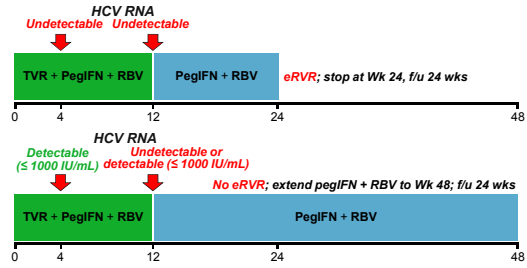 HCV RNA
Undetectable Undetectable
TVR + PegIFN + RBV PegIFN + RBV eRVR; stop at Wk 24, f/u 24 wks
0 4 12 24 48
HCV RNA
Detectable
(≤ 1000 IU/mL)
Undetectable or
detectable (≤ 1000 IU/mL)
No eRVR; extend pegIFN + RBV to Wk 48; f/u 24 wks
TVR + PegIFN + RBV PegIFN + RBV
0 4 12 24 48